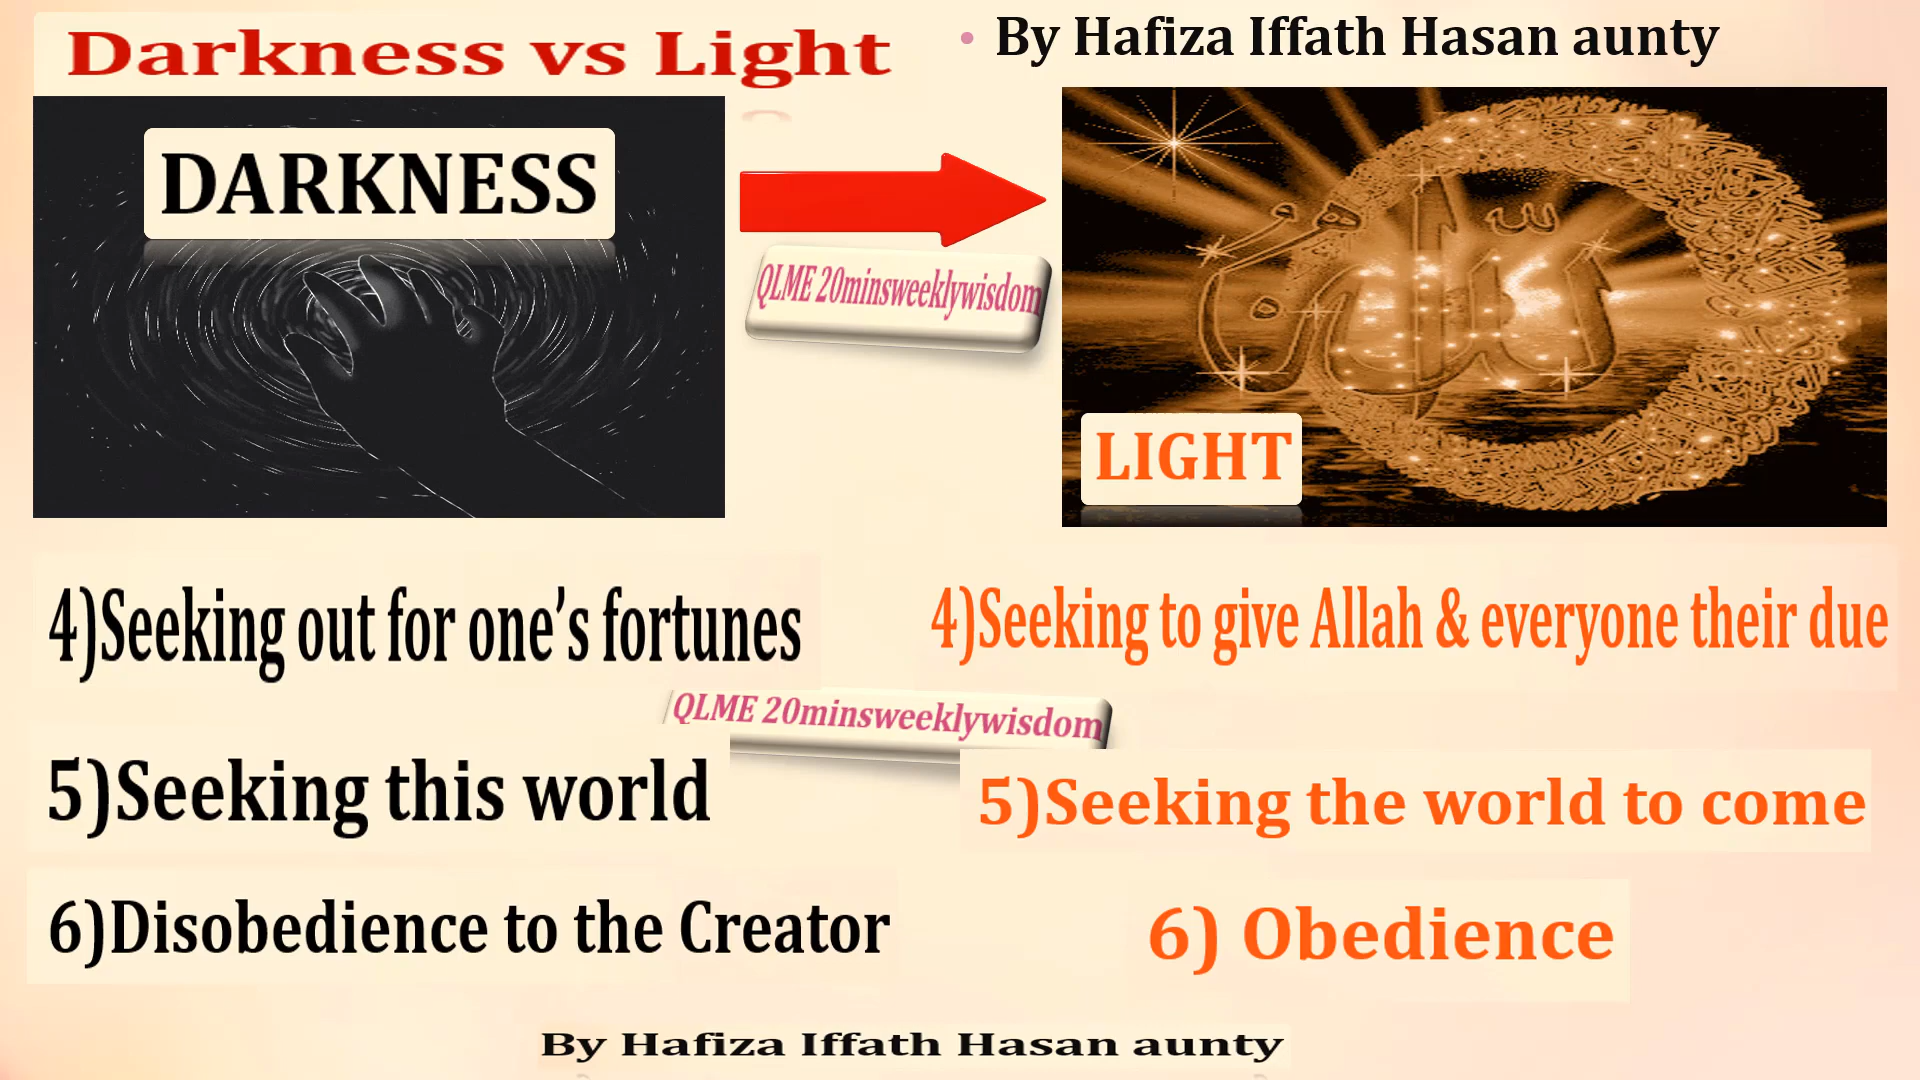 Darkness vs Light
• By Hafiza Iffath Hasan aunty
DARKNESS
QLME 20minsweeklywisdom
LIGHT
4)Seeking out for one’s fortunes
4)Seeking to give Allah & everyone their due
QLME 20minsweeklywisdom
5)Seeking this world
5)Seeking the world to come
6)Disobedience to the Creator
6) Obedience
By Hafiza Iffath Hasan aunty